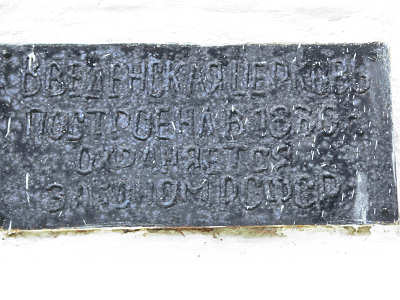 ВВЕДЕНСКАЯ ЦЕРКОВЬ
ПОСТРОЕНА В 1836 г.
ОХРАНЯЕТСЯ
ЗАКОНОМ РСФСР